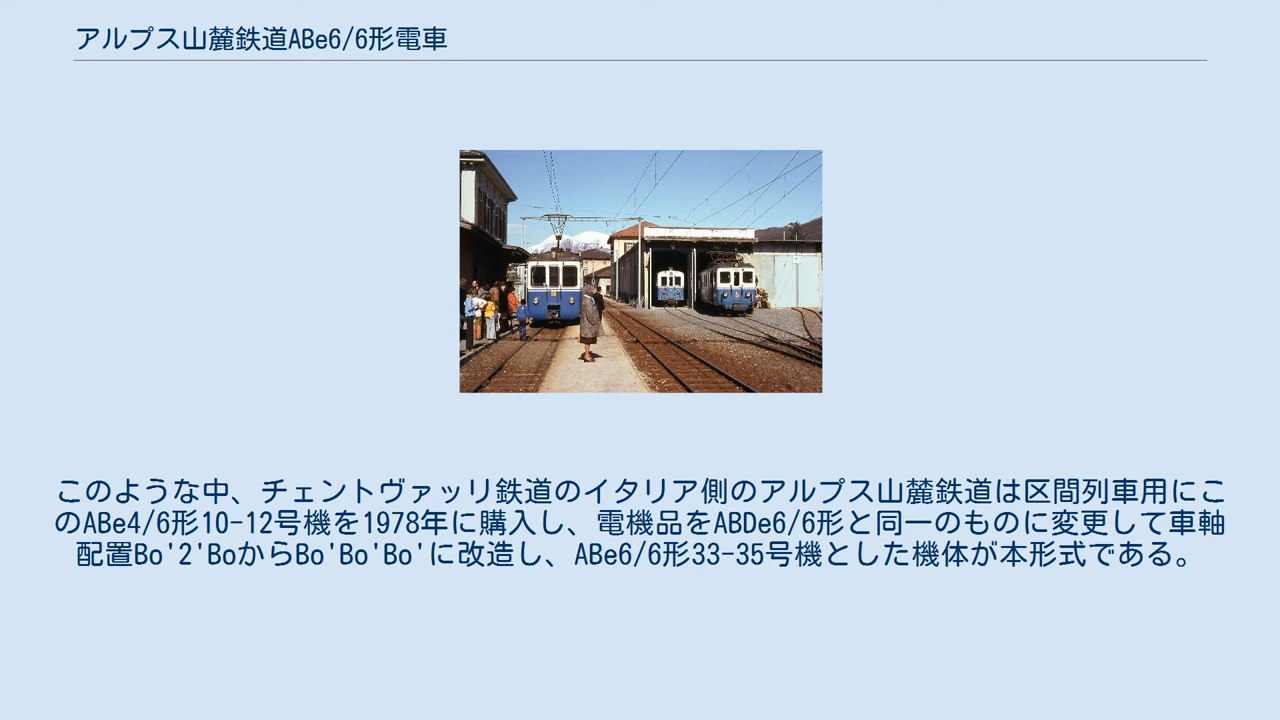 アルプス山麓鉄道ABe6/6形電車
このような中、チェントヴァッリ鉄道のイタリア側のアルプス山麓鉄道は区間列車用にこ
のABe4/6形10-12号機を1978年に購入し、電機品をABDe6/6形と同一のものに変更して車軸
配置Bo'2'BoからBo'Bo'Bo'に改造し、ABe6/6形33-35号機とした機体が本形式である。